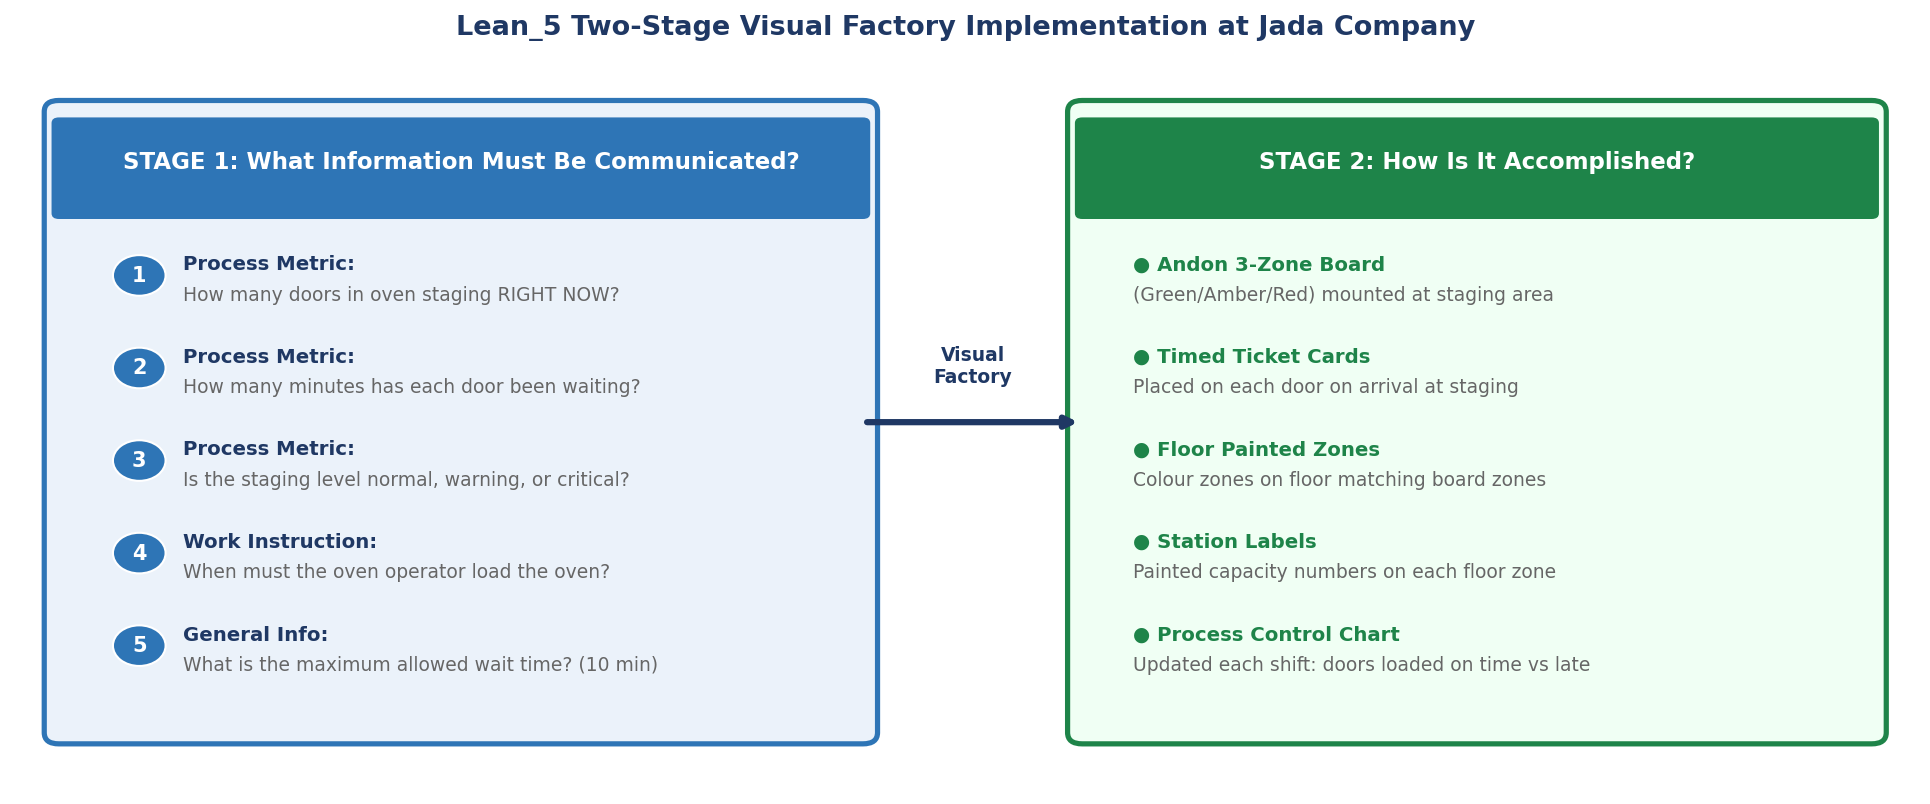 Lean_5 Two-Stage Visual Factory Implementation at Jada Company
STAGE 1: What Information Must Be Communicated?
1
Process Metric:
How many doors in oven staging RIGHT NOW?
2
Process Metric:
How many minutes has each door been waiting?
3
Process Metric:
Is the staging level normal, warning, or critical?
4
Work Instruction:
When must the oven operator load the oven?
5
General Info:
What is the maximum allowed wait time? (10 min)
Visual
Factory
STAGE 2: How Is It Accomplished?
● Andon 3-Zone Board
(Green/Amber/Red) mounted at staging area
● Timed Ticket Cards
Placed on each door on arrival at staging
● Floor Painted Zones
Colour zones on floor matching board zones
● Station Labels
Painted capacity numbers on each floor zone
● Process Control Chart
Updated each shift: doors loaded on time vs late